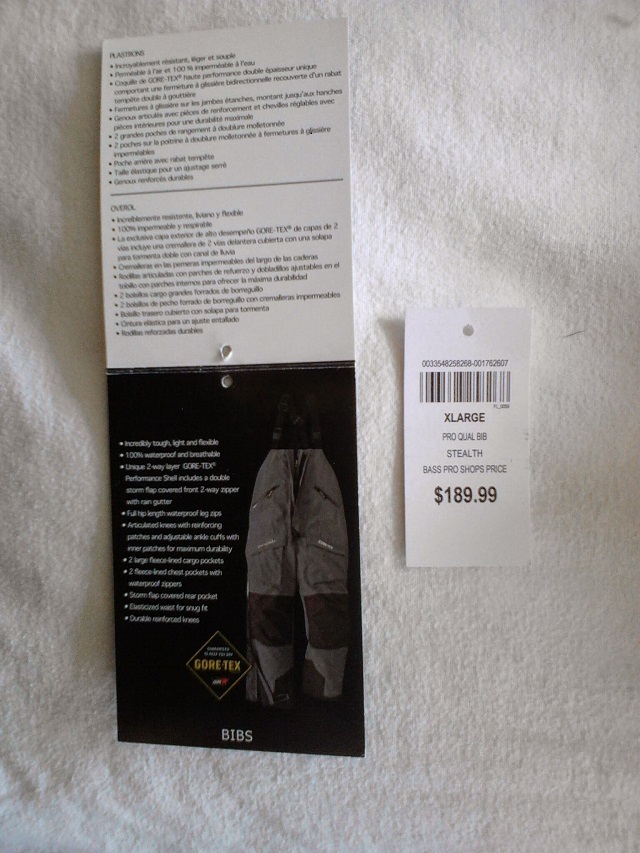 PLASTRONS
• Incroyablement résistant, léger et souple
• Perméable à l'air et 100 % imperméable à l'eau
• Coquille de GORE-TEX® haute performance double épaisseur unique
comportant une fermeture à glissière bidirectionnelle recouverte d'un rabat
tempête double à gouttière
• Fermetures à glissière sur les jambes étanches, montant jusqu'aux hanches
• Genoux articulés avec pièces de renforcement et chevilles réglables avec
pièces intérieures pour une durabilité maximale
• 2 grandes poches de rangement à doublure molletonnée
• 2 poches sur la poitrine à doublure molletonnée à fermetures à glissière
imperméables
• Poche arrière avec rabat tempête
• Taille élastique pour un ajustage serré
• Genoux renforcés durables
OVEROL
• Increíblemente resistente, liviano y flexible
• 100% impermeable y respirable
• La exclusiva capa exterior de alto desempeño GORE-TEX® de capas de 2
vías incluye una cremallera de 2 vías delantera cubierta con una solapa
para tormenta doble con canal de lluvia
• Cremalleras en las perneras impermeables del largo de las caderas
• Rodillas articuladas con parches de refuerzo y dobladillos ajustables en el
tobillo con parches internos para ofrecer la máxima durabilidad
• 2 bolsillos cargo grandes forrados de borreguillo
• 2 bolsillos de pecho forrado de borreguillo con cremalleras impermeables
• Bolsillo trasero cubierto con solapa para tormenta
• Cintura elástica para un ajuste entallado
• Rodillas reforzadas durables
• Incredibly tough, light and flexible
• 100% waterproof and breathable
• Unique 2-way layer GORE-TEX®
Performance Shell includes a double
storm flap covered front 2-way zipper
with rain gutter
• Full hip length waterproof leg zips
• Articulated knees with reinforcing
patches and adjustable ankle cuffs with
inner patches for maximum durability
• 2 large fleece-lined cargo pockets
• 2 fleece-lined chest pockets with
waterproof zippers
• Storm flap covered rear pocket
• Elasticized waist for snug fit
• Durable reinforced knees
GUARANTEED
TO KEEP YOU DRY
GORE-TEX
BIBS
0033548258268-001762607
XLARGE
PRO QUAL BIB
STEALTH
BASS PRO SHOPS PRICE
$189.99